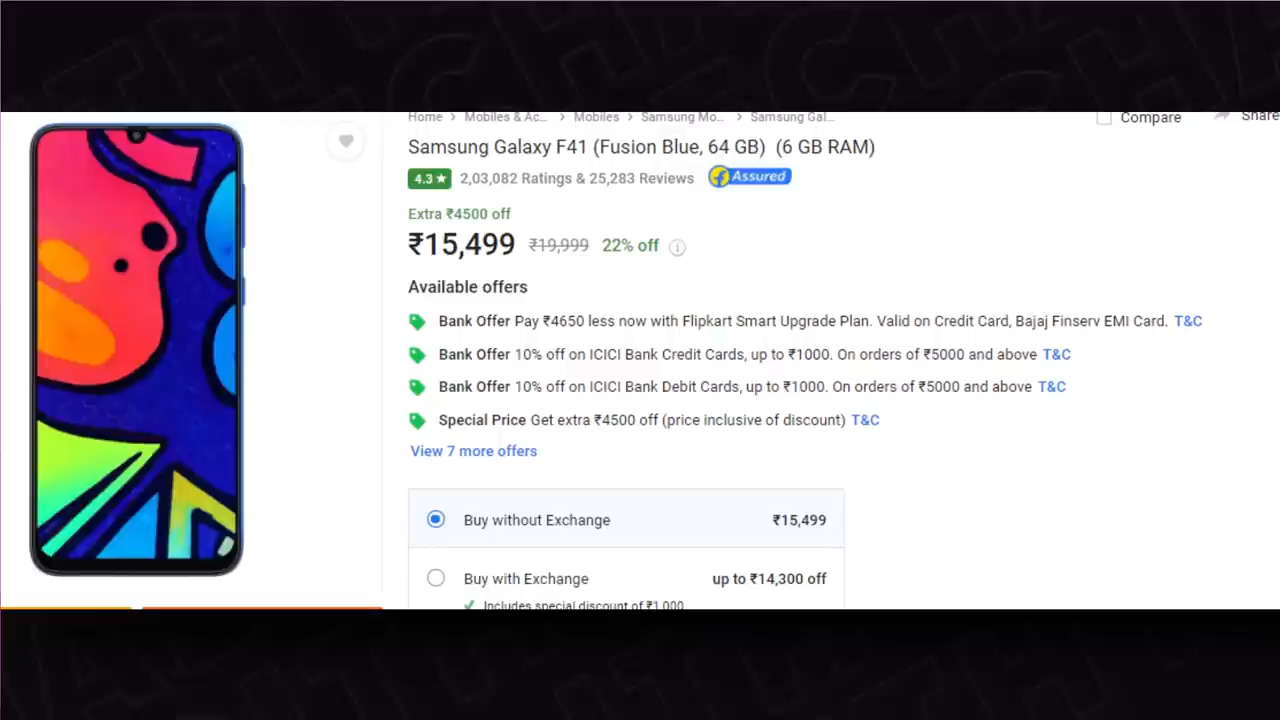 Home > Mobiles & Ac... > Mobiles > Samsung Mo... > Samsung Gal...
Compare
Share
Samsung Galaxy F41 (Fusion Blue, 64 GB) (6 GB RAM)
4.3★ 2,03,082 Ratings & 25,283 Reviews Assured
Extra ₹4500 off
₹15,499 ₹19,999 22% off
Available offers
Bank Offer Pay ₹4650 less now with Flipkart Smart Upgrade Plan. Valid on Credit Card, Bajaj Finserv EMI Card. T&C
Bank Offer 10% off on ICICI Bank Credit Cards, up to ₹1000. On orders of ₹5000 and above T&C
Bank Offer 10% off on ICICI Bank Debit Cards, up to ₹1000. On orders of ₹5000 and above T&C
Special Price Get extra ₹4500 off (price inclusive of discount) T&C
View 7 more offers
Buy without Exchange ₹15,499
Buy with Exchange up to ₹14,300 off
Includes special discount of ₹1,000